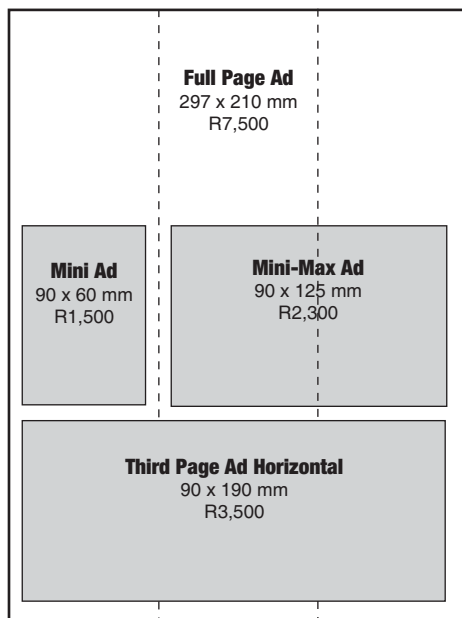 Full Page Ad
297 x 210 mm
R7,500
Mini Ad
90 x 60 mm
R1,500
Mini-Max Ad
90 x 125 mm
R2,300
Third Page Ad Horizontal
90 x 190 mm
R3,500